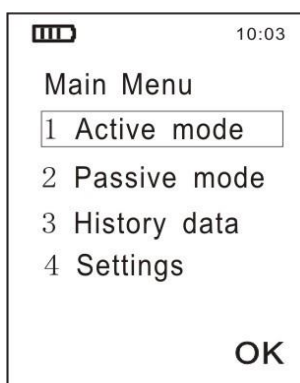 10:03
Main Menu
1 Active mode
2 Passive mode
3 History data
4 Settings
OK